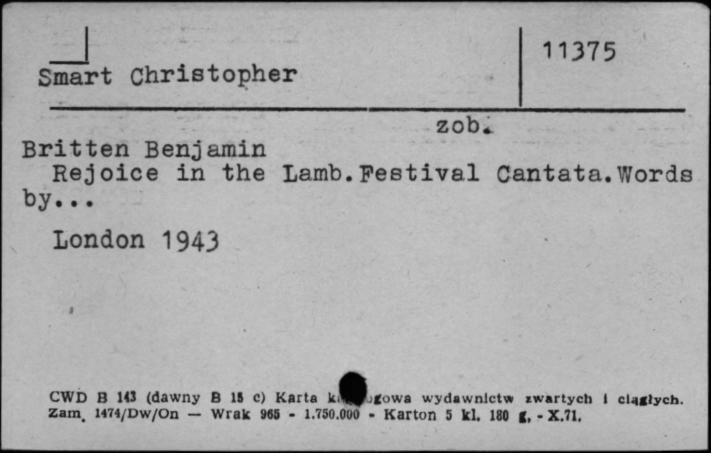 11375
Smart Christopher
zob.
Britten Benjamin
Rejoice in the Lamb.Festival Cantata.Words
by...
London 1943
CWD B 143 (dawny B 15 c) Karta wydawnictw zwartych i ciągłych.
Zam. 1474/Dw/On — Wrak 965 - 1.750.000 - Karton 5 kl. 180 g. - X.71.